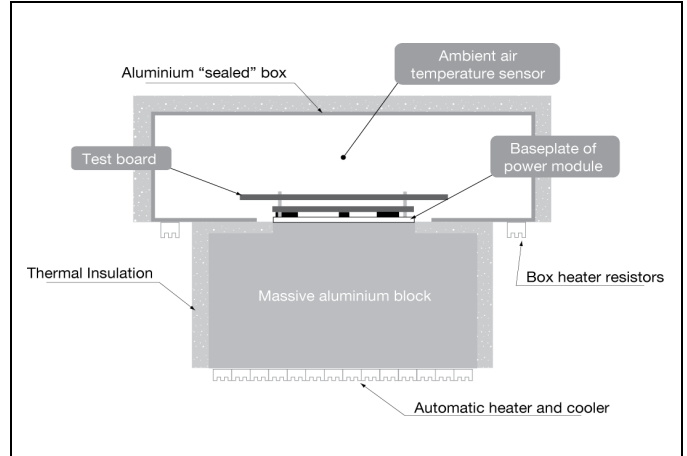 Ambient air
temperature sensor
Aluminium “sealed” box
Baseplate of
power module
Test board
Thermal Insulation
Box heater resistors
Massive aluminium block
Automatic heater and cooler